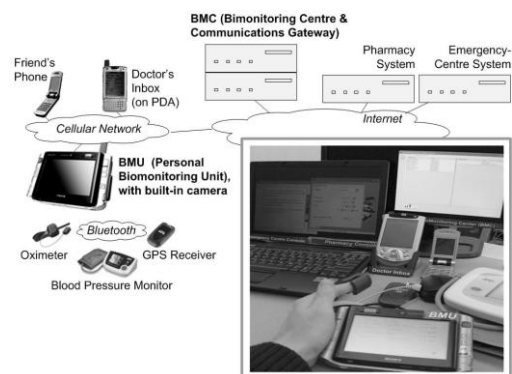 BMC (Bimonitoring Centre &
Communications Gateway)
Friend's
Phone
Doctor's
Inbox
(on PDA)
Pharmacy
System
Emergency-
Centre System
Cellular Network
Internet
BMU (Personal
Biomonitoring Unit),
with built-in camera
Bluetooth
Oximeter
GPS Receiver
Blood Pressure Monitor
Doctor Inbox
BMU